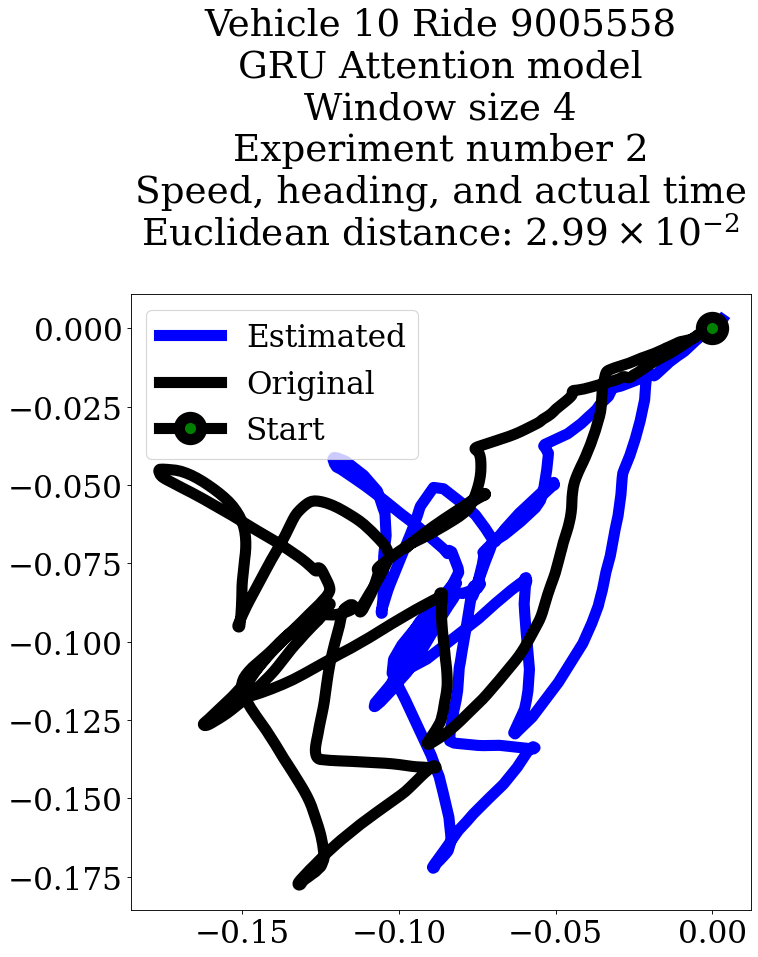 Vehicle 10 Ride 9005558
GRU Attention model
Window size 4
Experiment number 2
Speed, heading, and actual time
Euclidean distance: 2.99 × 10⁻²
Estimated
Original
Start
0.000
−0.025
−0.050
−0.075
−0.100
−0.125
−0.150
−0.175
−0.15 −0.10 −0.05 0.00